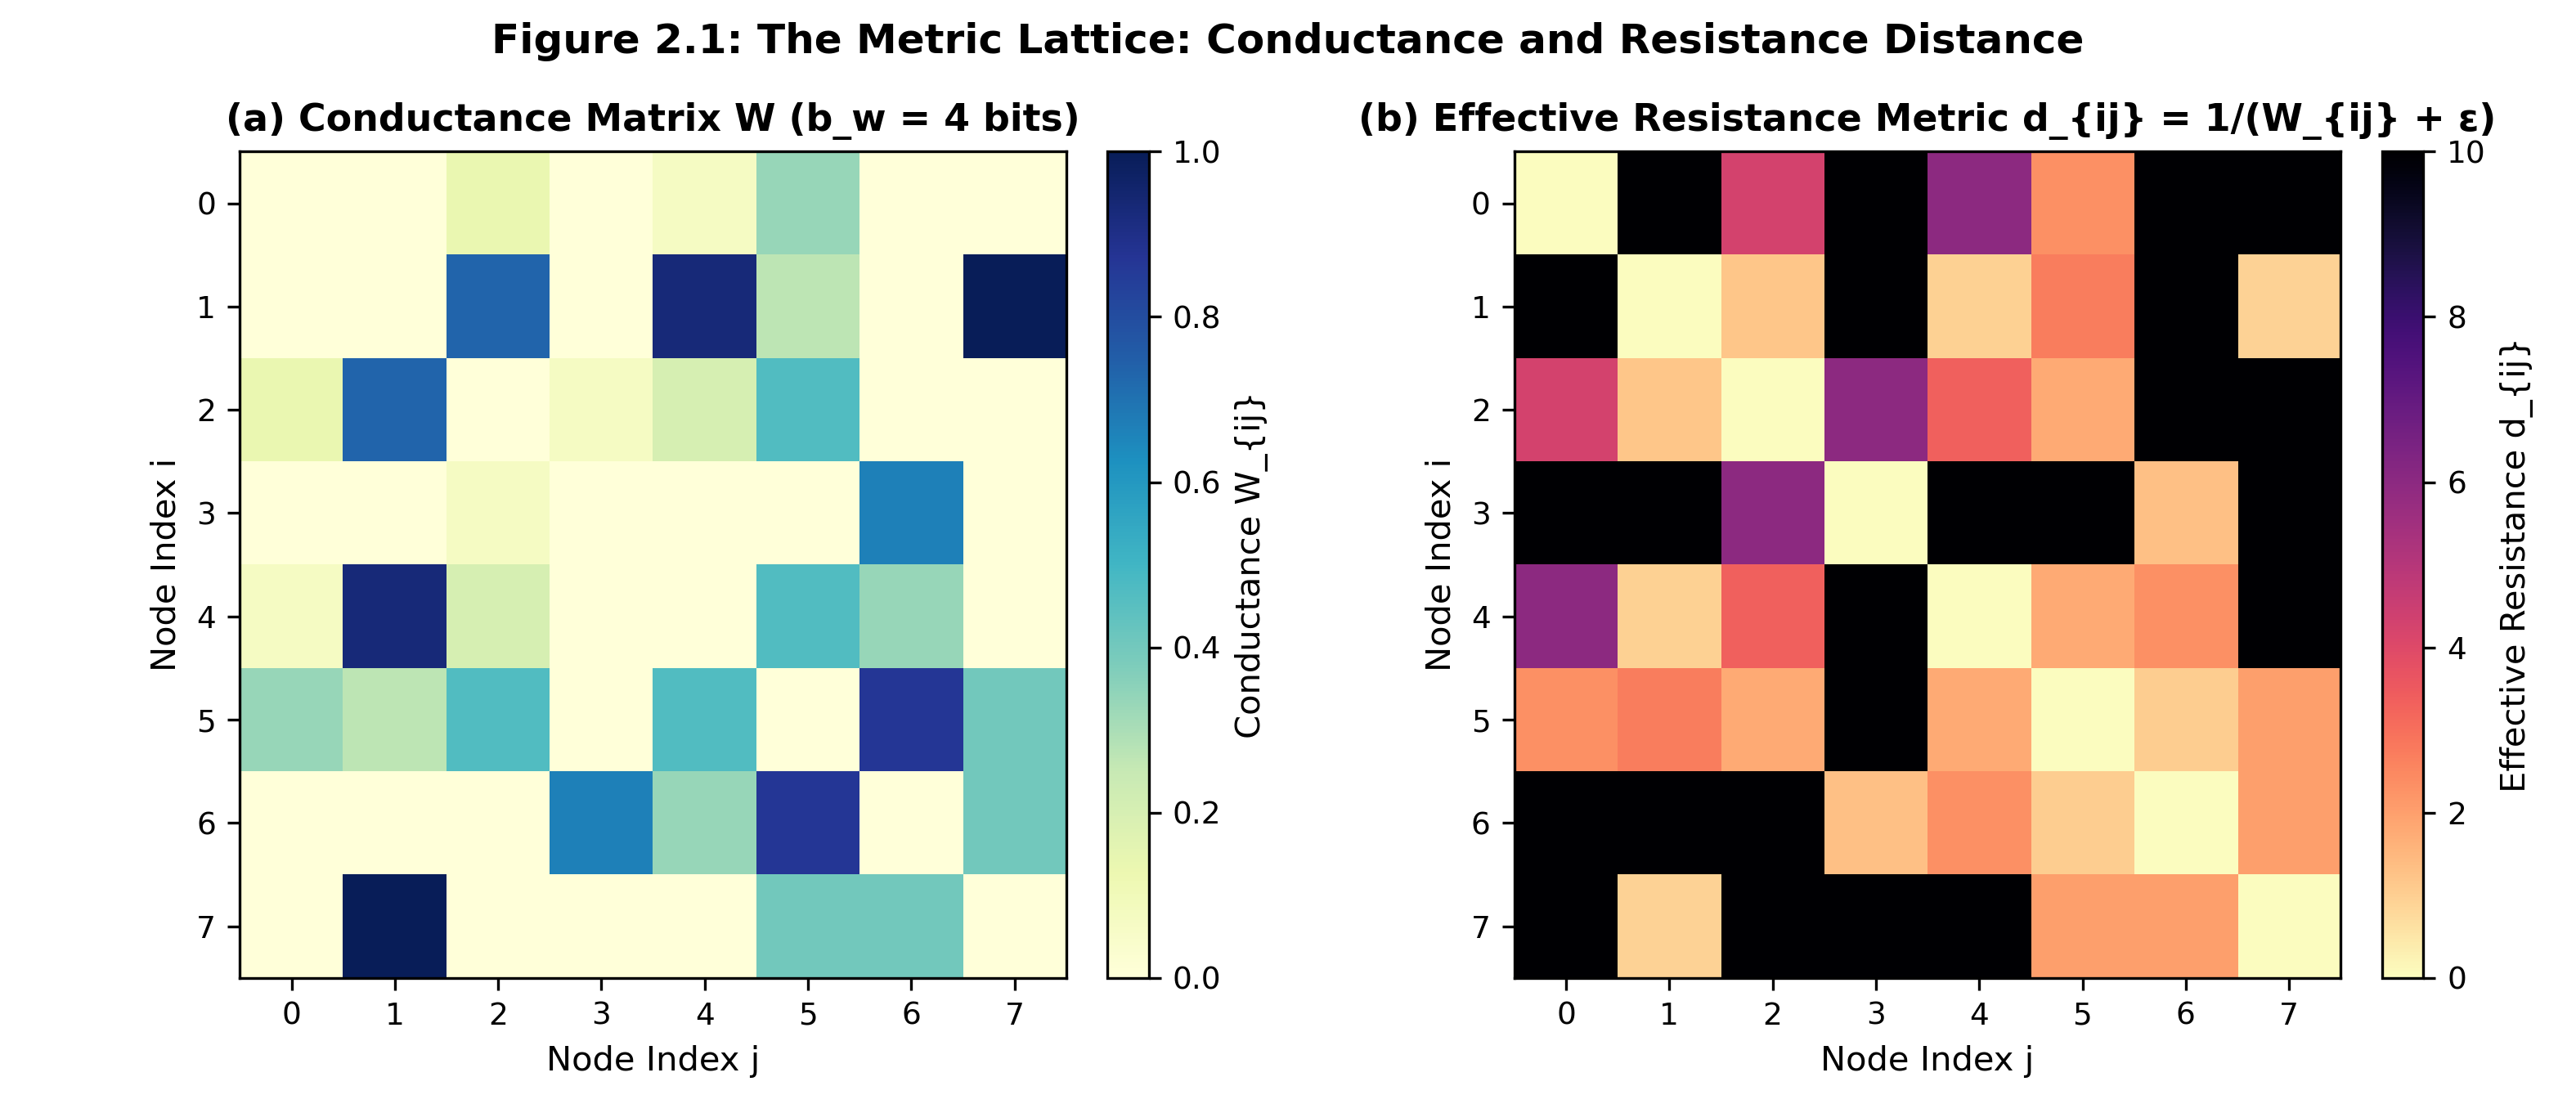 Figure 2.1: The Metric Lattice: Conductance and Resistance Distance
(a) Conductance Matrix W (b_w = 4 bits)
0
1
2
3
4
5
6
7
Node Index i
0 1 2 3 4 5 6 7
Node Index j
1.0
0.8
0.6
0.4
0.2
0.0
Conductance W_{ij}
(b) Effective Resistance Metric d_{ij} = 1/(W_{ij} + ε)
0
1
2
3
4
5
6
7
Node Index i
0 1 2 3 4 5 6 7
Node Index j
10
8
6
4
2
0
Effective Resistance d_{ij}